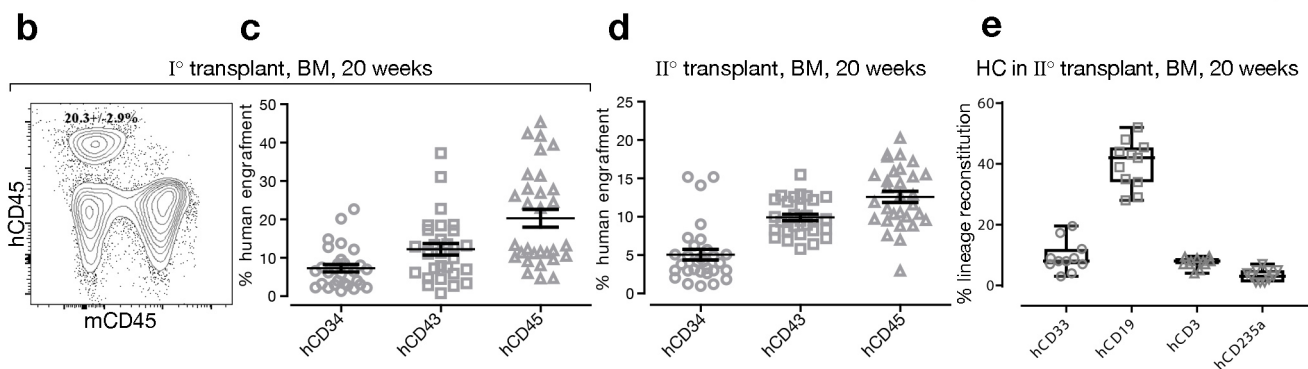 b
c
d
e
I° transplant, BM, 20 weeks
II° transplant, BM, 20 weeks
HC in II° transplant, BM, 20 weeks
20.3+/-2.9%
hCD45
mCD45
% human engrafment
50
40
30
20
10
0
hCD34
hCD43
hCD45
% human engrafment
25
20
15
10
5
0
hCD34
hCD43
hCD45
% lineage reconstitution
60
40
20
0
hCD33
hCD19
hCD3
hCD235a